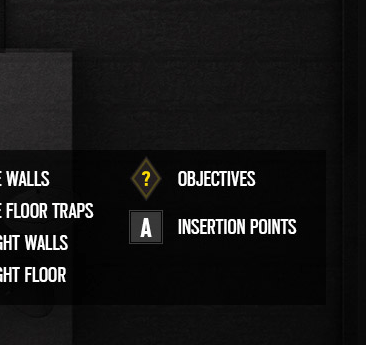 E WALLS
E FLOOR TRAPS
GHT WALLS
GHT FLOOR
? OBJECTIVES
A INSERTION POINTS